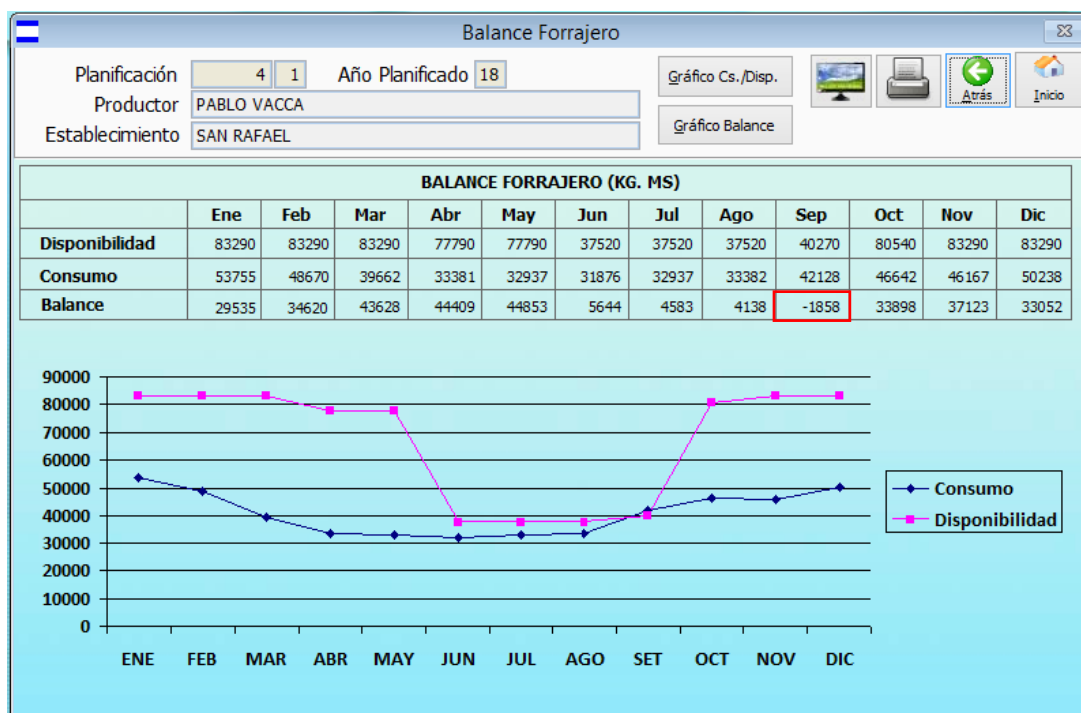 Balance Forrajero
Planificación 4 1 Año Planificado 18
Productor PABLO VACCA
Establecimiento SAN RAFAEL
Gráfico Cs./Disp.
Gráfico Balance
Atrás
Inicio
BALANCE FORRAJERO (KG. MS)
Ene Feb Mar Abr May Jun Jul Ago Sep Oct Nov Dic
Disponibilidad 83290 83290 83290 77790 77790 37520 37520 37520 40270 80540 83290 83290
Consumo 53755 48670 39662 33381 32937 31876 32937 33382 42128 46642 46167 50238
Balance 29535 34620 43628 44409 44853 5644 4583 4138 -1858 33898 37123 33052
90000
80000
70000
60000
50000
40000
30000
20000
10000
0
ENE FEB MAR ABR MAY JUN JUL AGO SET OCT NOV DIC
Consumo
Disponibilidad